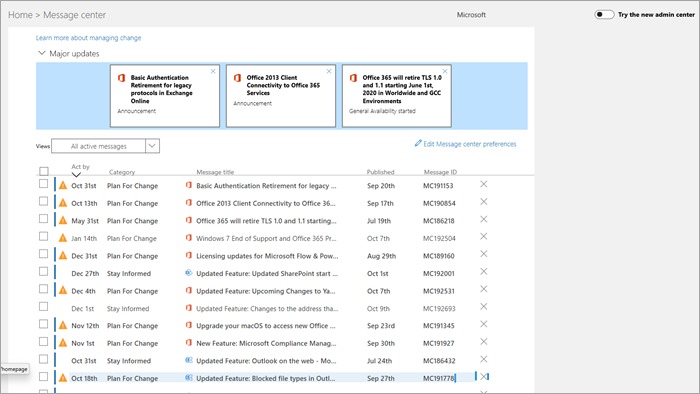 Home > Message center
Microsoft
Try the new admin center
Learn more about managing change
Major updates
Basic Authentication
Retirement for legacy
protocols in Exchange
Online
Announcement
Office 2013 Client
Connectivity to Office 365
Services
Announcement
Office 365 will retire TLS 1.0
and 1.1 starting June 1st,
2020 in Worldwide and GCC
Environments
General Availability started
Views All active messages
Edit Message center preferences
Act by Category Message title Published Message ID
Oct 31st Plan For Change Basic Authentication Retirement for legacy ... Sep 20th MC191153
Oct 13th Plan For Change Office 2013 Client Connectivity to Office 36... Sep 17th MC190854
May 31st Plan For Change Office 365 will retire TLS 1.0 and 1.1 starting... Jul 19th MC186218
Jan 14th Plan For Change Windows 7 End of Support and Office 365 Pr... Oct 7th MC192504
Dec 31st Plan For Change Licensing updates for Microsoft Flow & Pow... Aug 29th MC189160
Dec 27th Stay Informed Updated Feature: Updated SharePoint start ... Oct 1st MC192001
Dec 4th Plan For Change Updated Feature: Upcoming Changes to Ya... Oct 7th MC192531
Dec 1st Stay Informed Updated Feature: Changes to the address tha... Oct 9th MC192693
Nov 12th Plan For Change Upgrade your macOS to access new Office ... Sep 23rd MC191345
Nov 1st Plan For Change New Feature: Microsoft Compliance Manag... Sep 30th MC191927
Oct 31st Stay Informed Updated Feature: Outlook on the web - Mo... Jul 24th MC186432
/homepage
Oct 18th Plan For Change Updated Feature: Blocked file types in Outl... Sep 27th MC191778